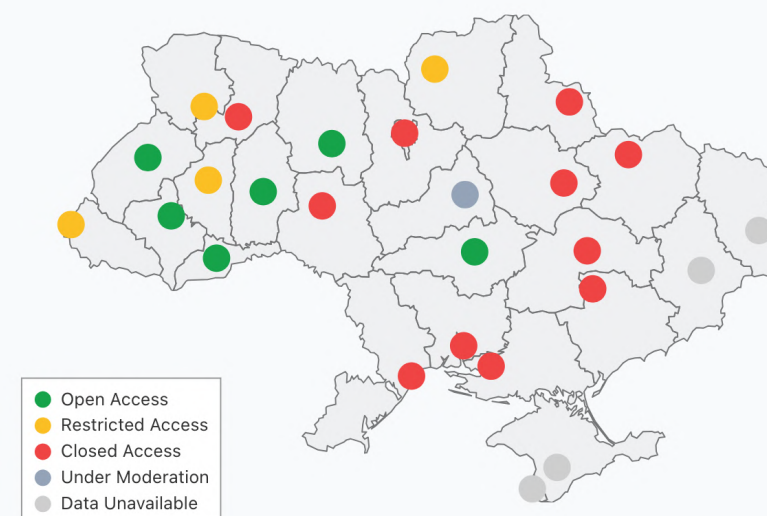 Open Access
Restricted Access
Closed Access
Under Moderation
Data Unavailable